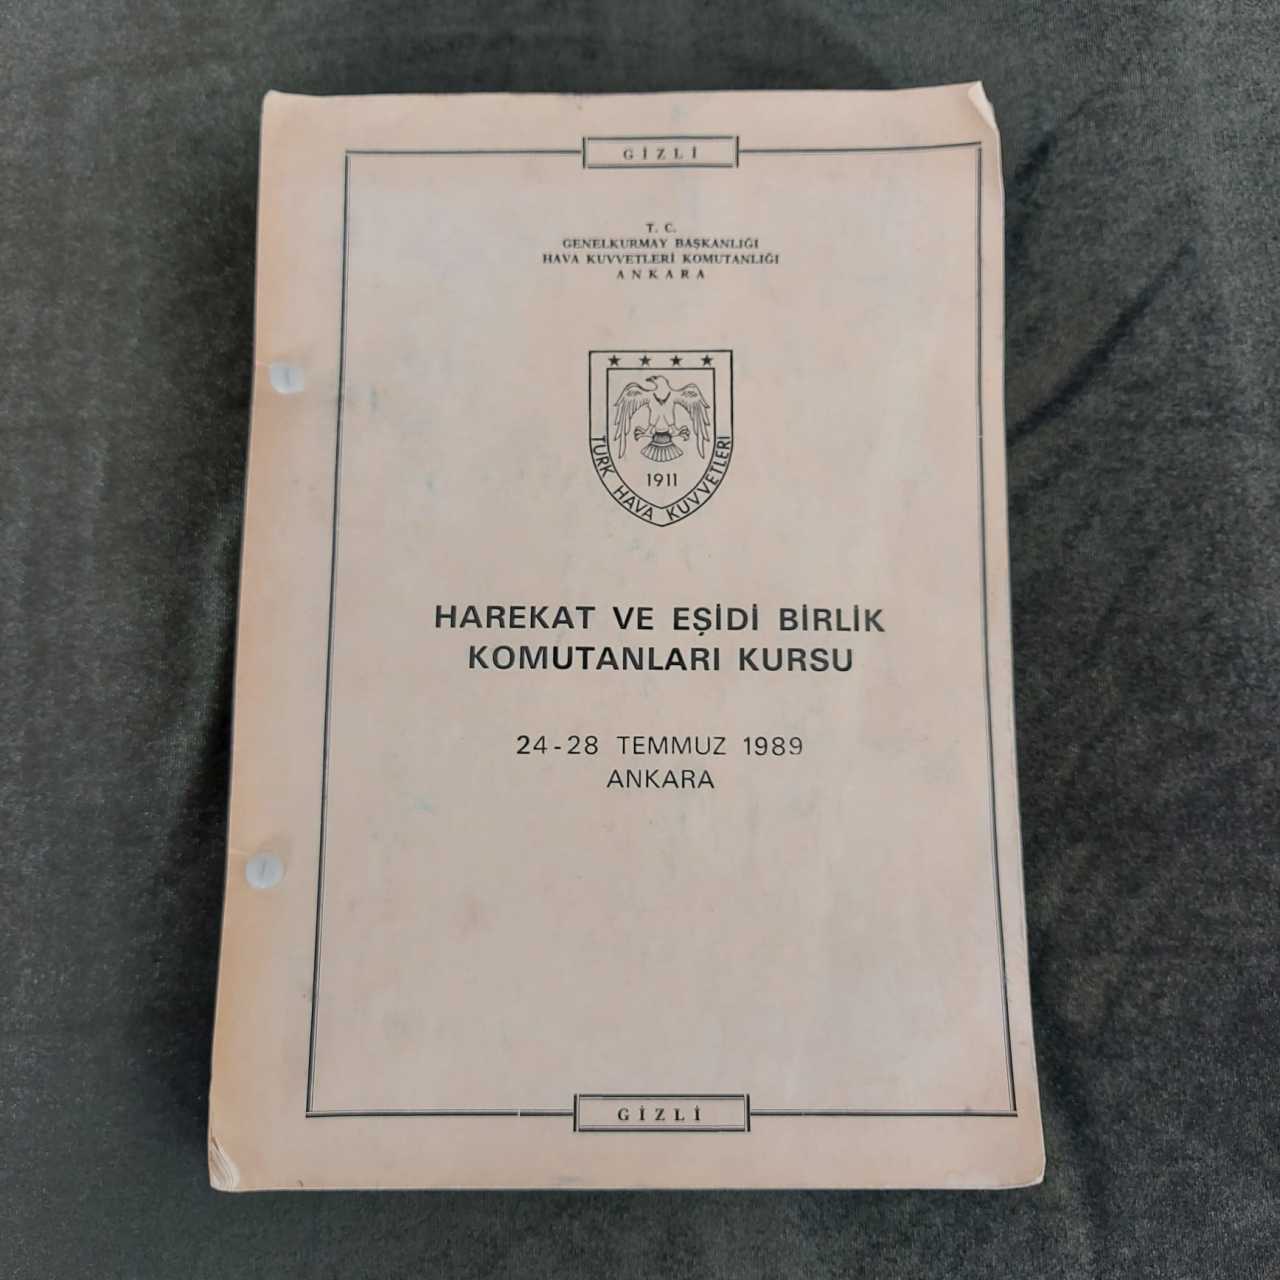 GİZLİ
T. C.
GENELKURMAY BAŞKANLIĞI
HAVA KUVVETLERİ KOMUTANLIĞI
ANKARA
1911
TÜRK HAVA KUVVETLERİ
HAREKAT VE EŞİDİ BİRLİK
KOMUTANLARI KURSU
24-28 TEMMUZ 1989
ANKARA
GİZLİ